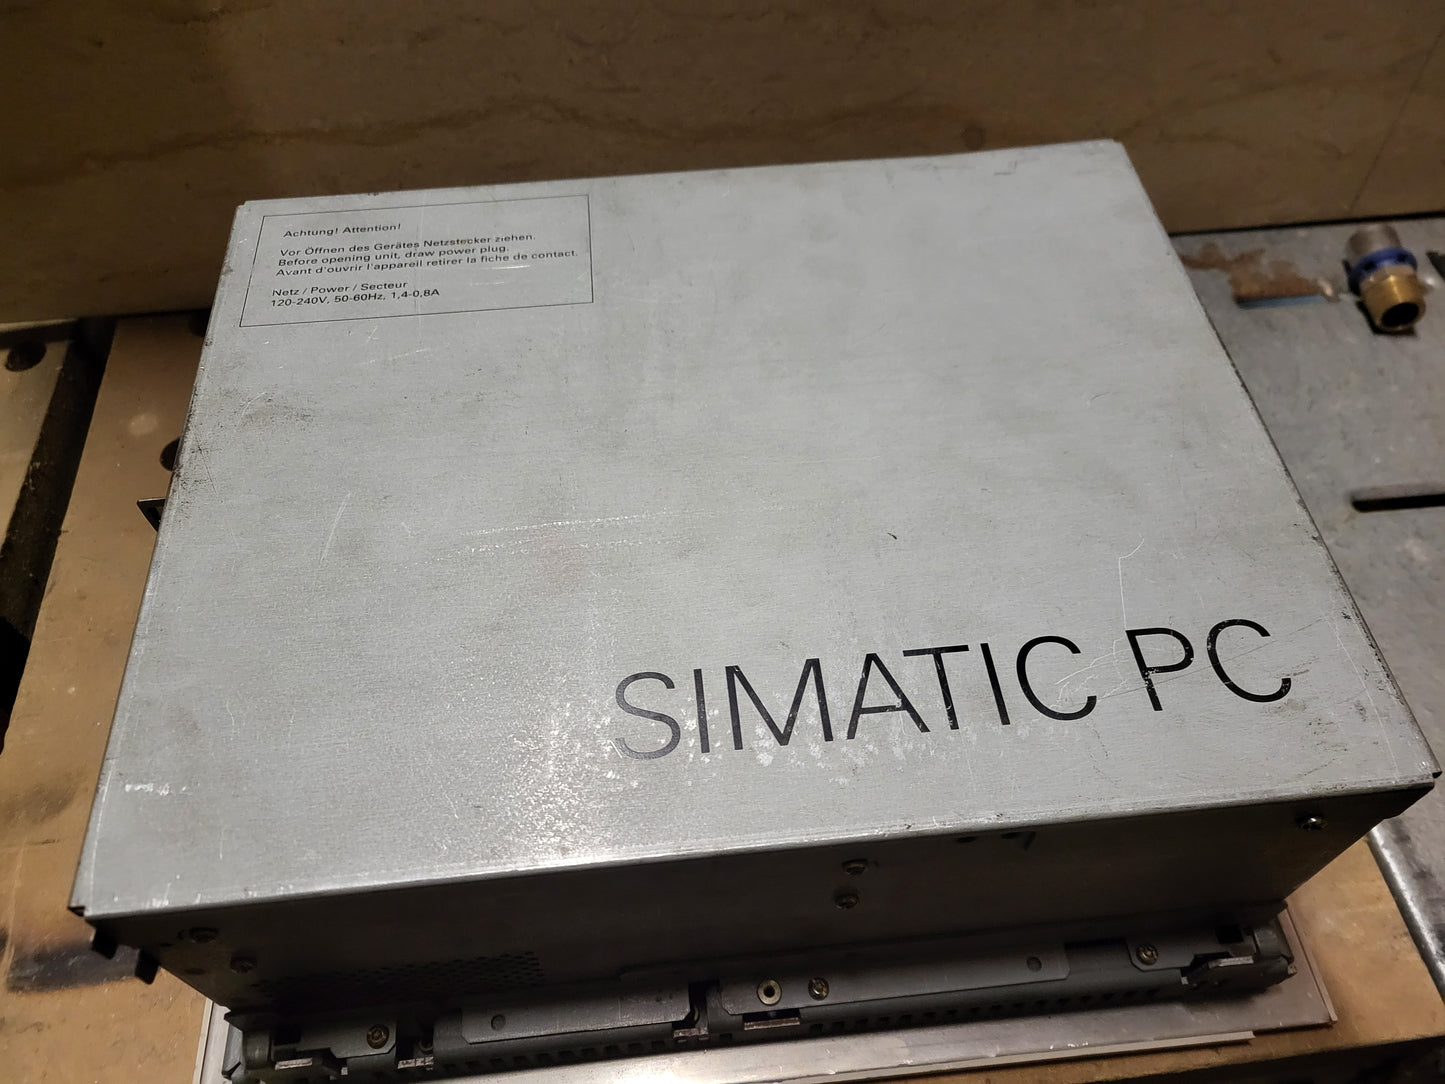 Achtung! Attention!
Vor Öffnen des Gerätes Netzstecker ziehen.
Before opening unit, draw power plug.
Avant d'ouvrir l'appareil retirer la fiche de contact.
Netz / Power / Secteur
120-240V, 50-60Hz, 1,4-0,8A
SIMATIC PC